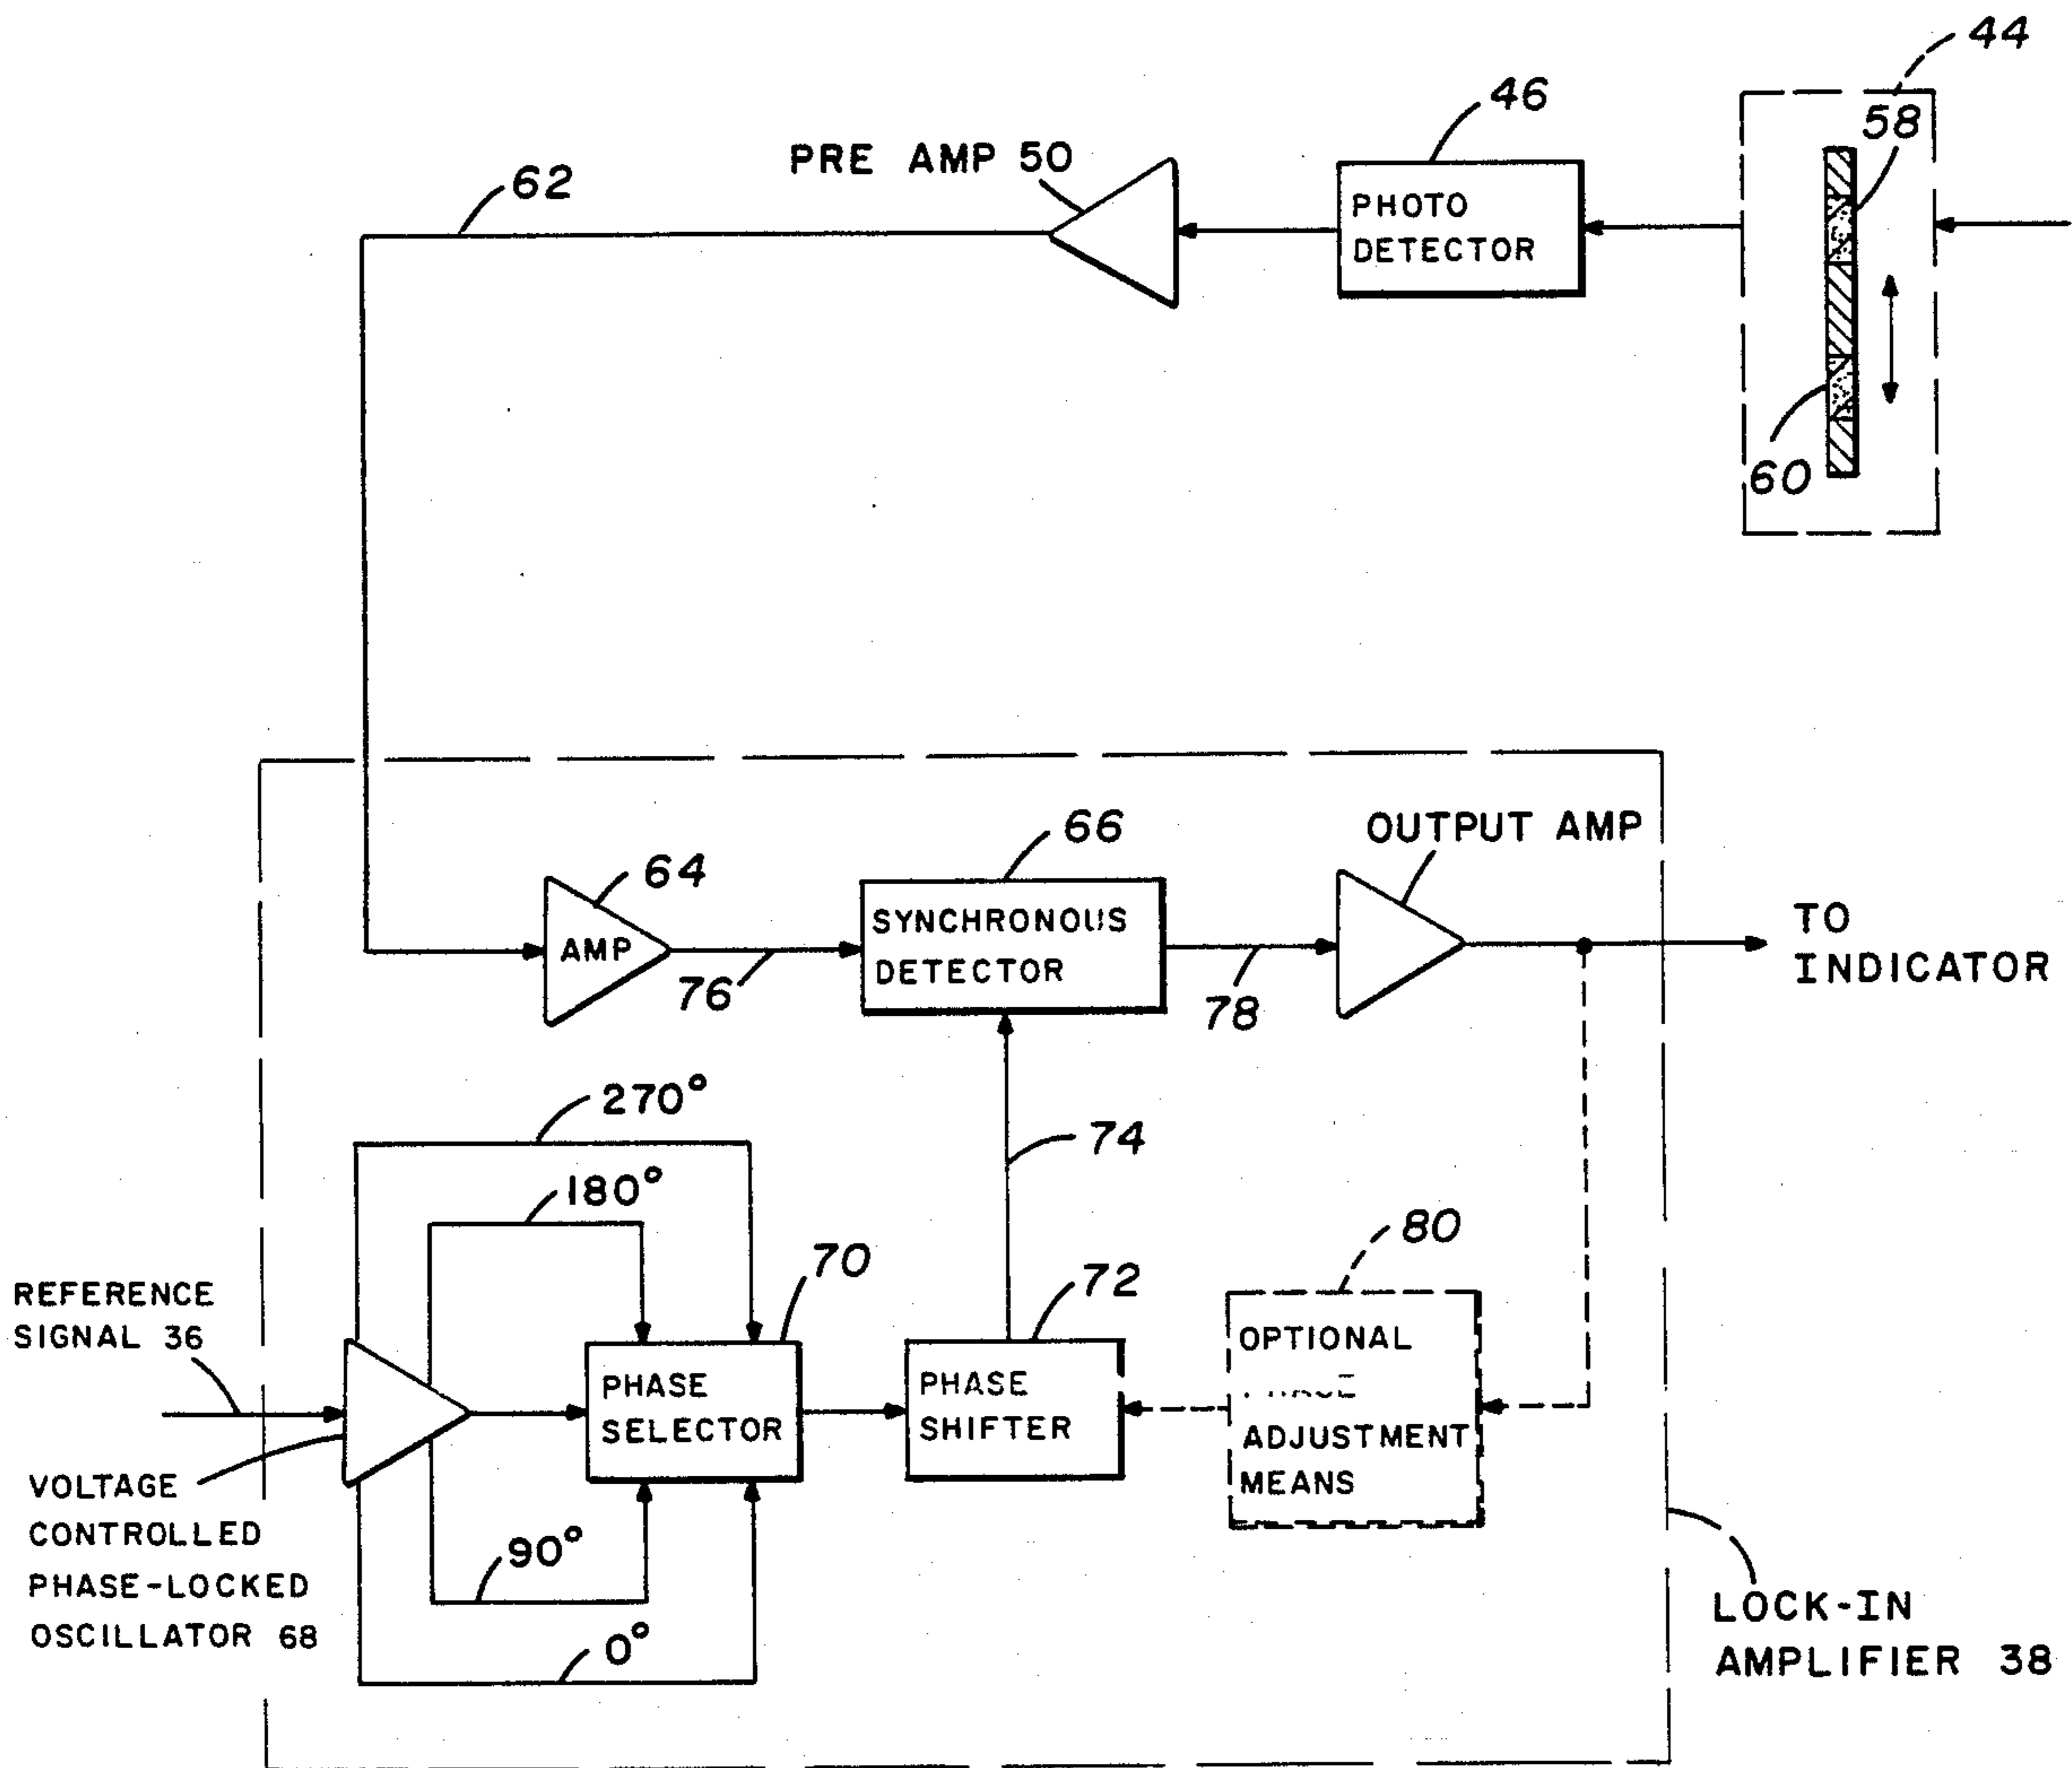 44
58
46
PRE AMP 50
62
PHOTO
DETECTOR
60
66
OUTPUT AMP
64
AMP
76
SYNCHRONOUS
DETECTOR
78
TO
INDICATOR
270°
74
180°
80
70
72
REFERENCE
SIGNAL 36
PHASE
SELECTOR
PHASE
SHIFTER
OPTIONAL
ADJUSTMENT
MEANS
VOLTAGE
CONTROLLED
PHASE-LOCKED
OSCILLATOR 68
90°
0°
LOCK-IN
AMPLIFIER 38